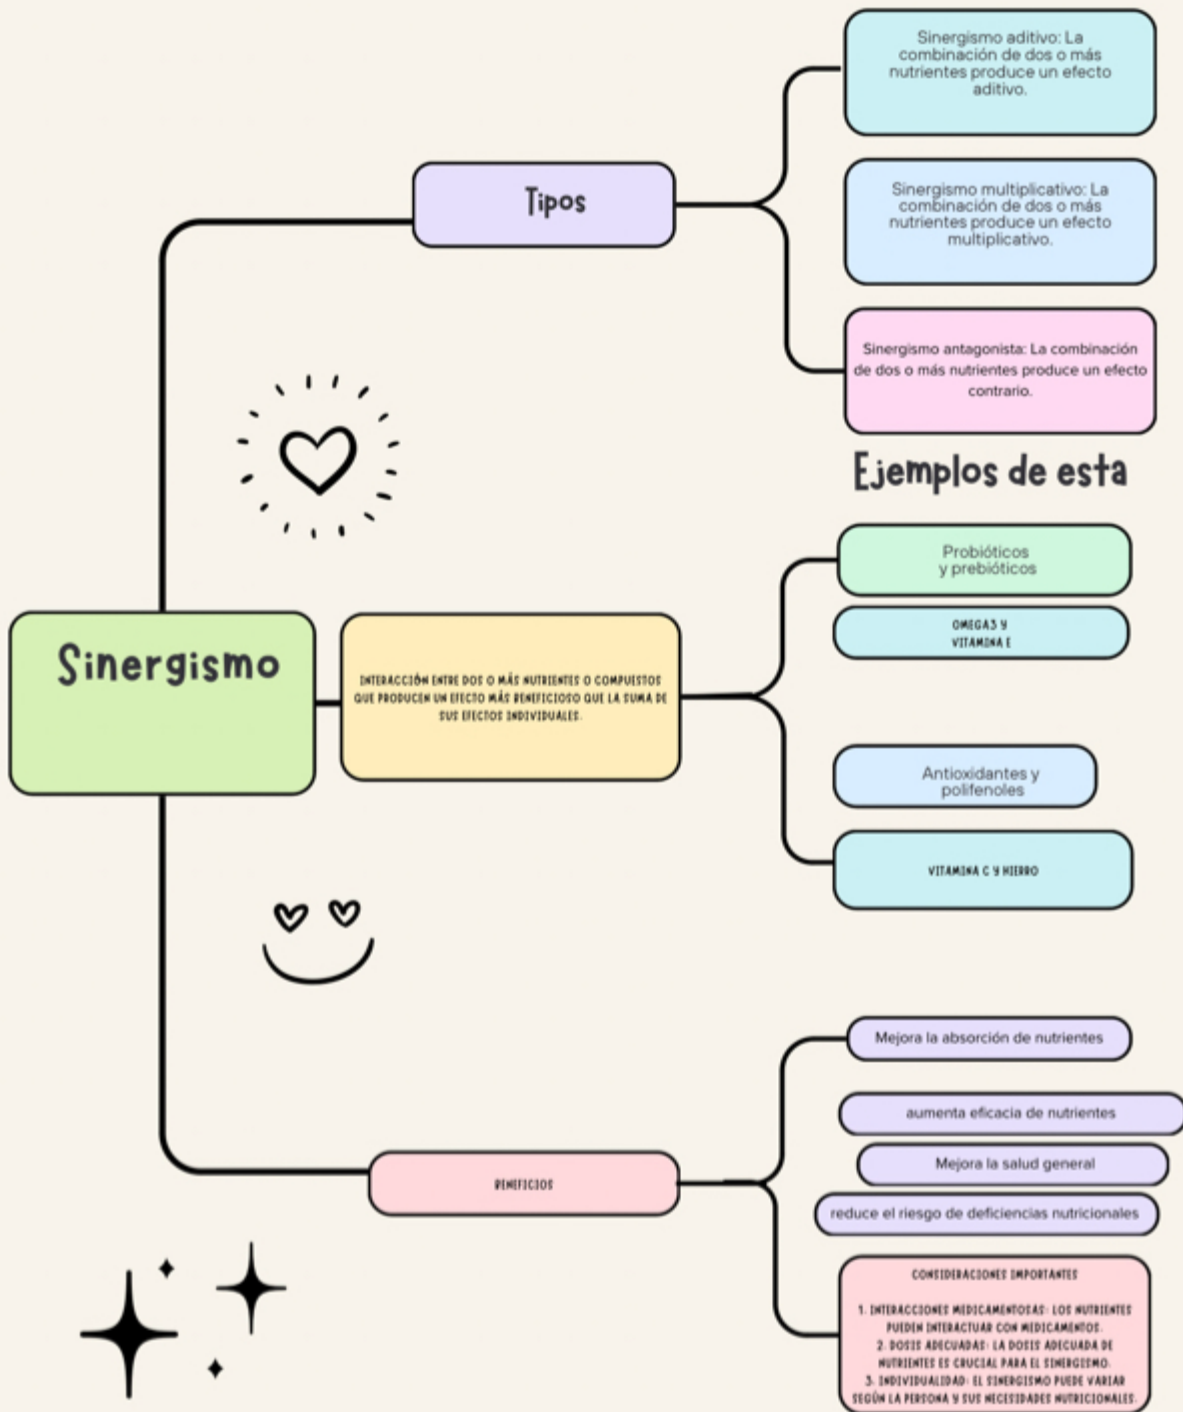 Sinergismo aditivo: La
combinación de dos o más
nutrientes produce un efecto
aditivo.
Tipos
Sinergismo multiplicativo: La
combinación de dos o más
nutrientes produce un efecto
multiplicativo.
Sinergismo antagonista: La combinación
de dos o más nutrientes produce un efecto
contrario.
Ejemplos de esta
Probióticos
y prebióticos
OMEGA3 Y
VITAMINA E
Sinergismo
INTERACCIÓN ENTRE DOS O MÁS NUTRIENTES O COMPUESTOS
QUE PRODUCEN UN EFECTO MÁS BENEFICIOSO QUE LA SUMA DE
SUS EFECTOS INDIVIDUALES.
Antioxidantes y
polifenoles
VITAMINA C Y HIERRO
Mejora la absorción de nutrientes
aumenta eficacia de nutrientes
Mejora la salud general
BENEFICIOS
reduce el riesgo de deficiencias nutricionales
CONSIDERACIONES IMPORTANTES
1. INTERACCIONES MEDICAMENTOSAS: LOS NUTRIENTES
PUEDEN INTERACTUAR CON MEDICAMENTOS.
2. DOSIS ADECUADAS: LA DOSIS ADECUADA DE
NUTRIENTES ES CRUCIAL PARA EL SINERGISMO.
3. INDIVIDUALIDAD: EL SINERGISMO PUEDE VARIAR
SEGÚN LA PERSONA Y SUS NECESIDADES NUTRICIONALES.